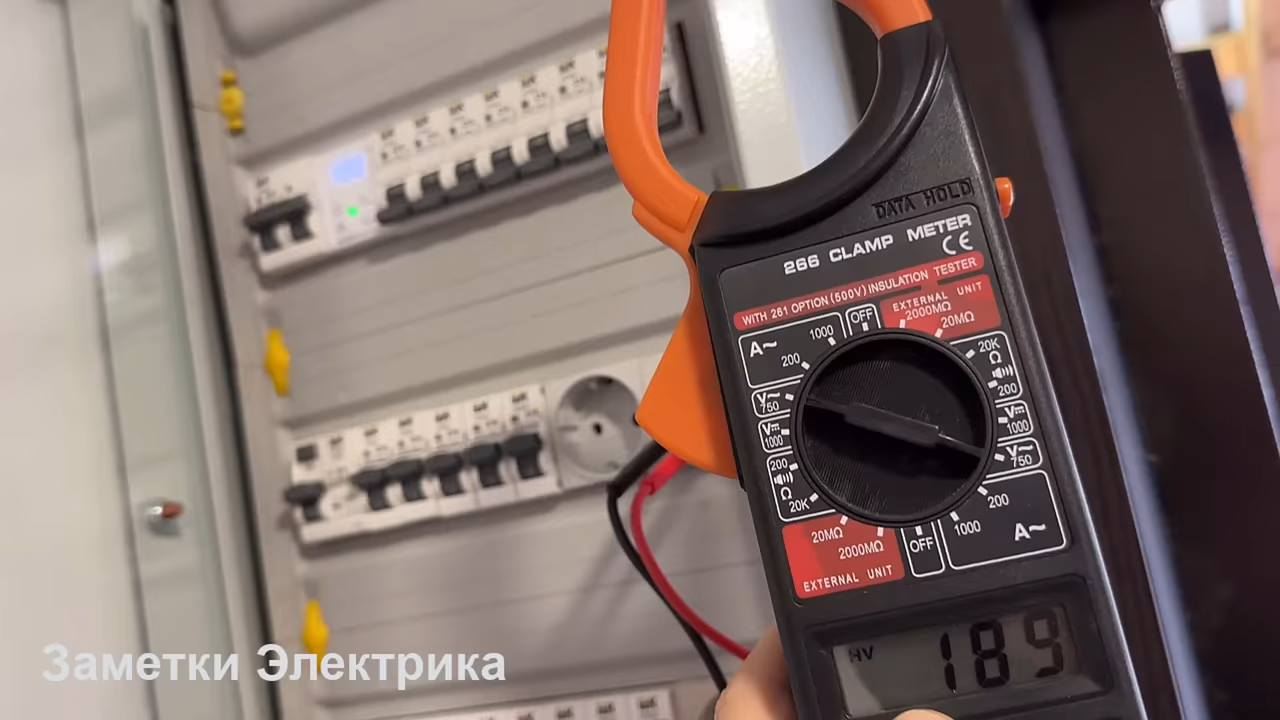 DATA HOLD
266 CLAMP METER
CE
WITH 261 OPTION (500V) INSULATION TESTER
EXTERNAL UNIT
2000MΩ
20MΩ
OFF
A~
1000
200
20K
Ω
200
V~
750
V⎓
1000
V⎓
1000
V~
750
200
Ω
20K
200
1000
A~
20MΩ
2000MΩ
OFF
EXTERNAL UNIT
HV
189
Заметки Электрика